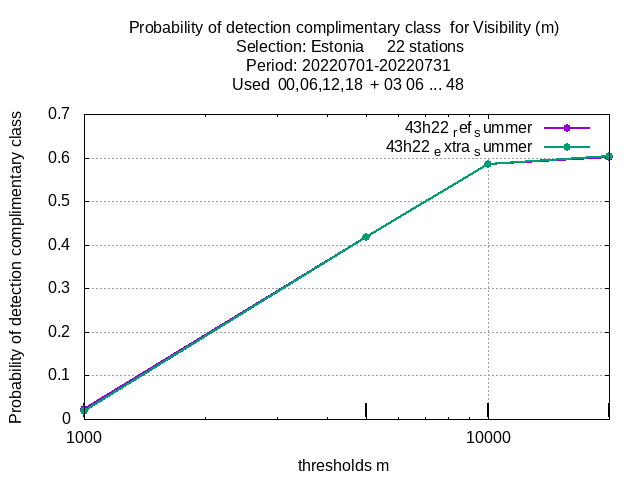 Probability of detection complimentary class  for Visibility (m)
Selection: Estonia     22 stations
Period: 20220701-20220731
Used  00,06,12,18  + 03 06 ... 48
Probability of detection complimentary class
0.7
0.6
0.5
0.4
0.3
0.2
0.1
0
43h22 ref summer
43h22 extra summer
1000
10000
thresholds m